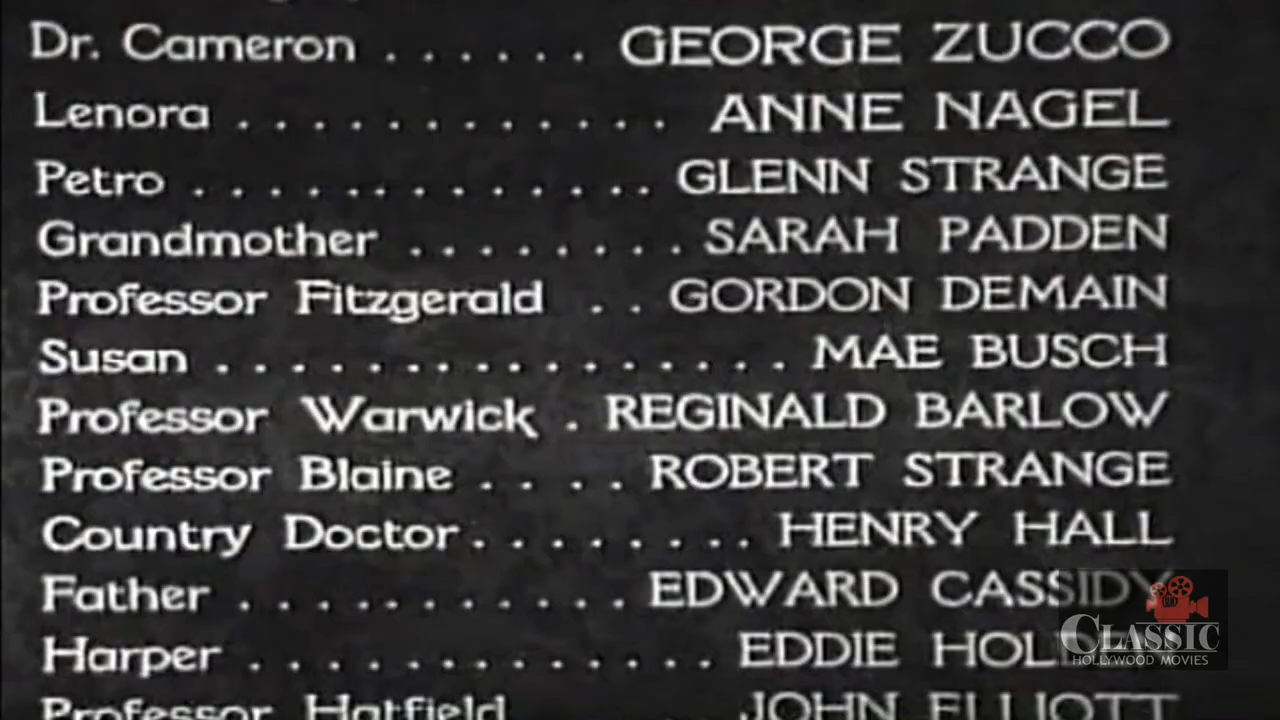 Dr. Cameron . . . . . . GEORGE ZUCCO
Lenora . . . . . . . . . . . . ANNE NAGEL
Petro . . . . . . . . . . . . . GLENN STRANGE
Grandmother . . . . . . . . SARAH PADDEN
Professor Fitzgerald . . GORDON DEMAIN
Susan . . . . . . . . . . . . . . . . MAE BUSCH
Professor Warwick . REGINALD BARLOW
Professor Blaine . . . . ROBERT STRANGE
Country Doctor . . . . . . . . HENRY HALL
Father . . . . . . . . . . . EDWARD CASSIDY
Harper . . . . . . . . . . . . . EDDIE
Professor Hatfield JOHN ELLIOTT
CLASSIC
HOLLYWOOD MOVIES